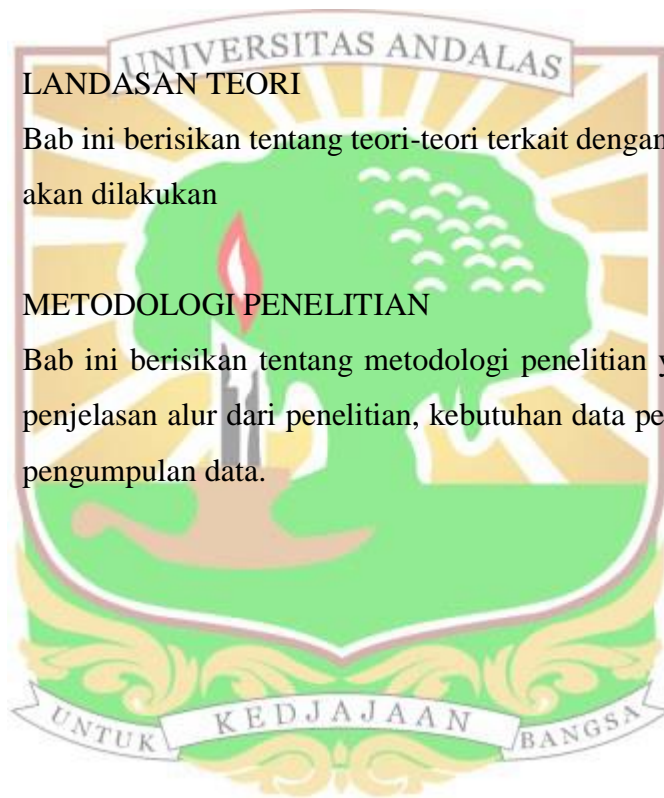 UNIVERSITAS ANDALAS
LANDASAN TEORI
Bab ini berisikan tentang teori-teori terkait dengan
akan dilakukan
METODOLOGI PENELITIAN
Bab ini berisikan tentang metodologi penelitian
penjelasan alur dari penelitian, kebutuhan data
pengumpulan data.
UNTUK KEDJAJAAN BANGSA